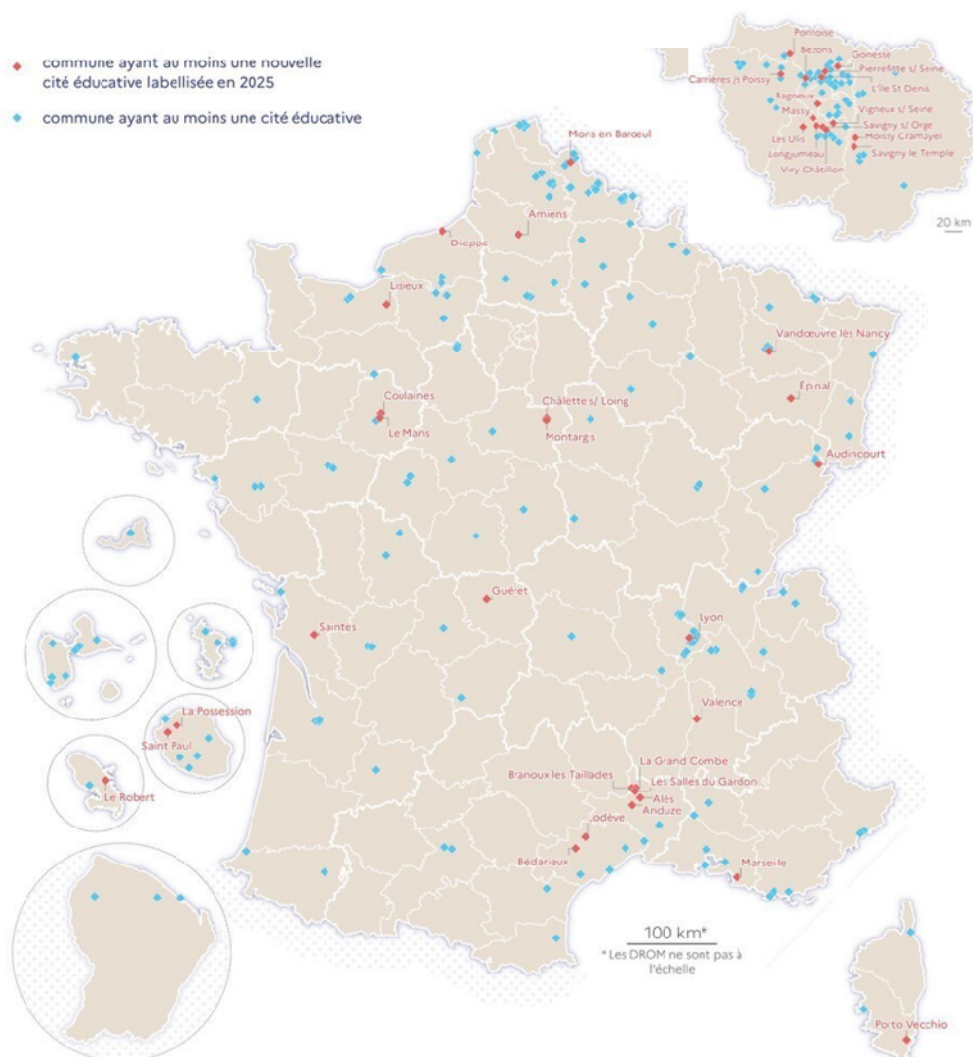 commune ayant au moins une nouvelle
cité éducative labellisée en 2025
commune ayant au moins une cité éducative
Pontoise
Bezons
Gonesse
Pierrefitte s/ Seine
Carrières /s Poissy
L'île St Denis
Bagneux
Vigneux s/ Seine
Massy
Savigny s/ Orge
Les Ulis
Moissy Cramayel
Longjumeau
Savigny le Temple
Viry Châtillon
20 km
Mons en Barœul
Amiens
Dieppe
Lisieux
Vandœuvre lès Nancy
Coulaines
Châlette s/ Loing
Épinal
Le Mans
Montargis
Audincourt
Guéret
Saintes
Lyon
Valence
La Possession
Saint Paul
La Grand Combe
Branoux les Taillades
Les Salles du Gardon
Le Robert
Alès
Anduze
Lodève
Bédarieux
Marseille
100 km*
* Les DROM ne sont pas à
l'échelle
Porto Vecchio